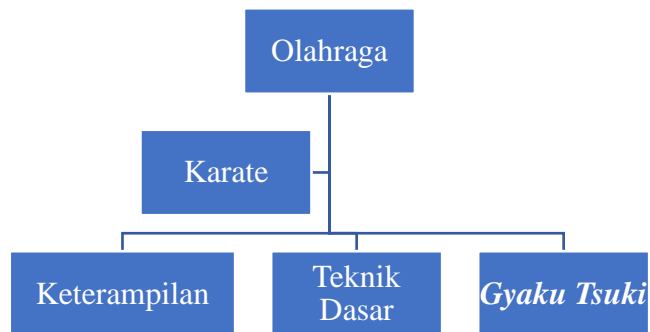 Olahraga
Karate
Keterampilan
Teknik
Dasar
Gyaku Tsuki